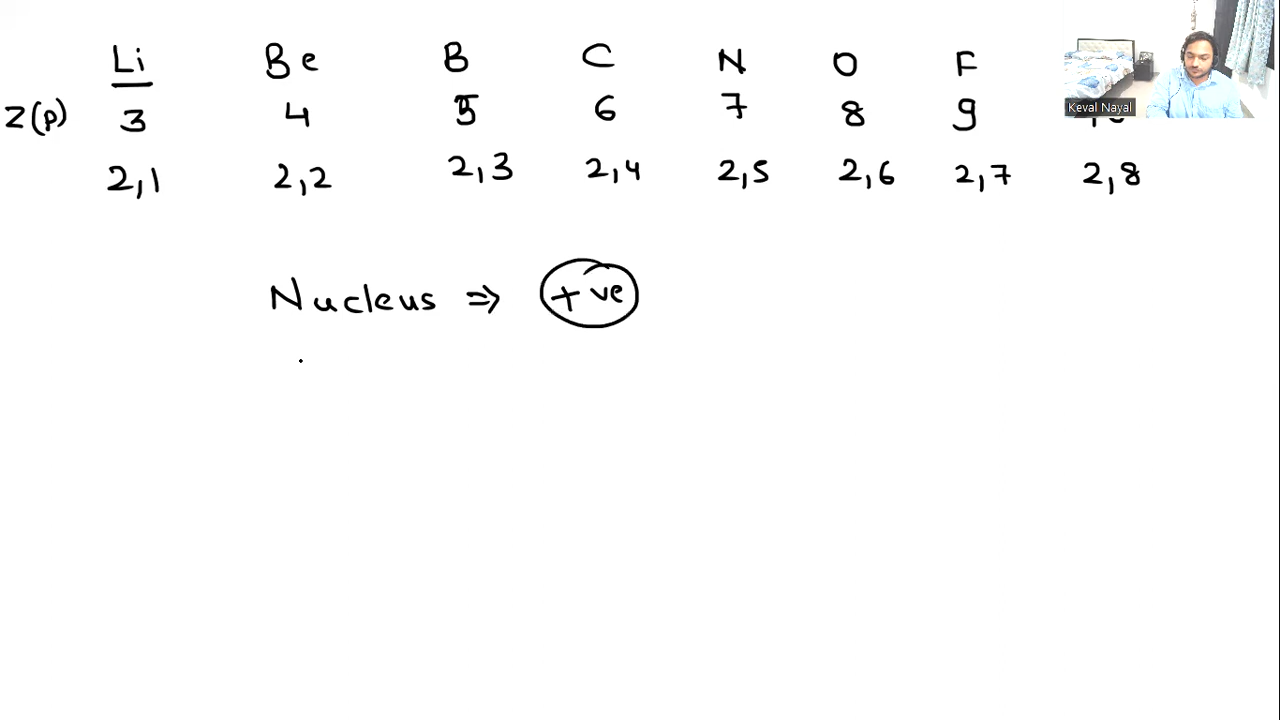 Li Be B C N O F
Z(p) 3 4 5 6 7 8 9
2,1 2,2 2,3 2,4 2,5 2,6 2,7 2,8
Nucleus ⇒ +ve
Keval Nayal